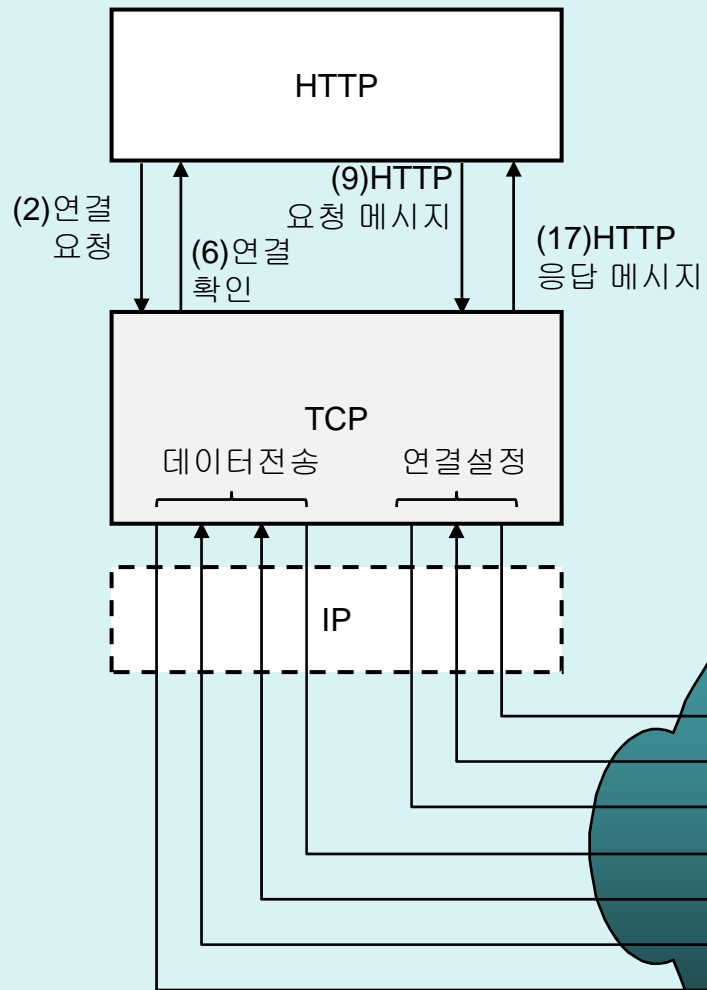 HTTP
(2)연결
요청
(6)연결
확인
(9)HTTP
요청 메시지
(17)HTTP
응답 메시지
TCP
데이터전송
연결설정
IP